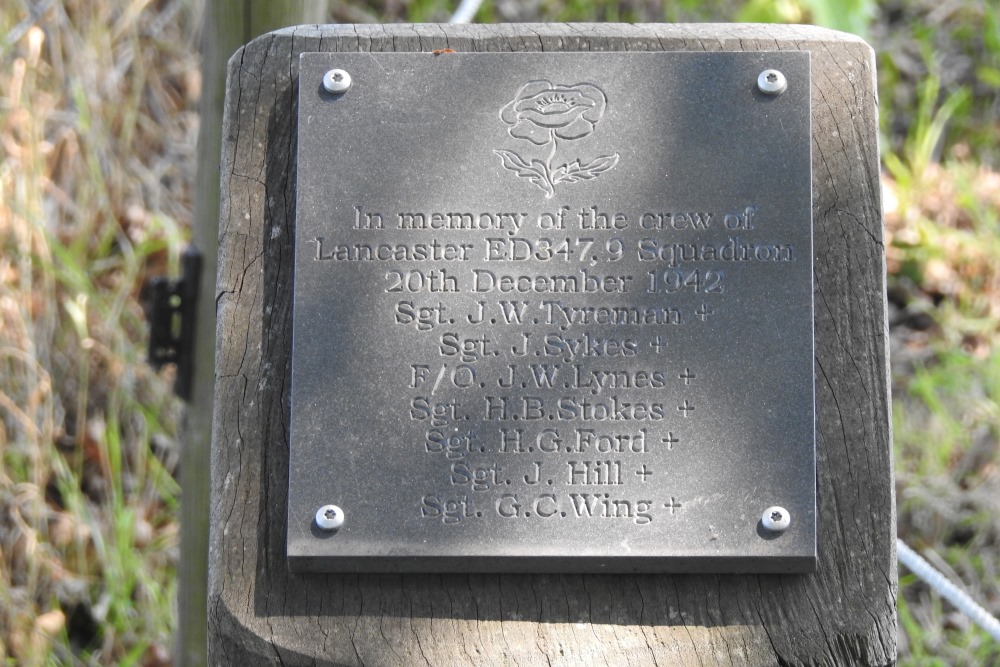 In memory of the crew of
Lancaster ED347, 9 Squadron
20th December 1942
Sgt. J.W.Tyreman +
Sgt. J.Sykes +
F/O. J.W.Lynes +
Sgt. H.B.Stokes +
Sgt. H.G.Ford +
Sgt. J. Hill +
Sgt. G.C.Wing +